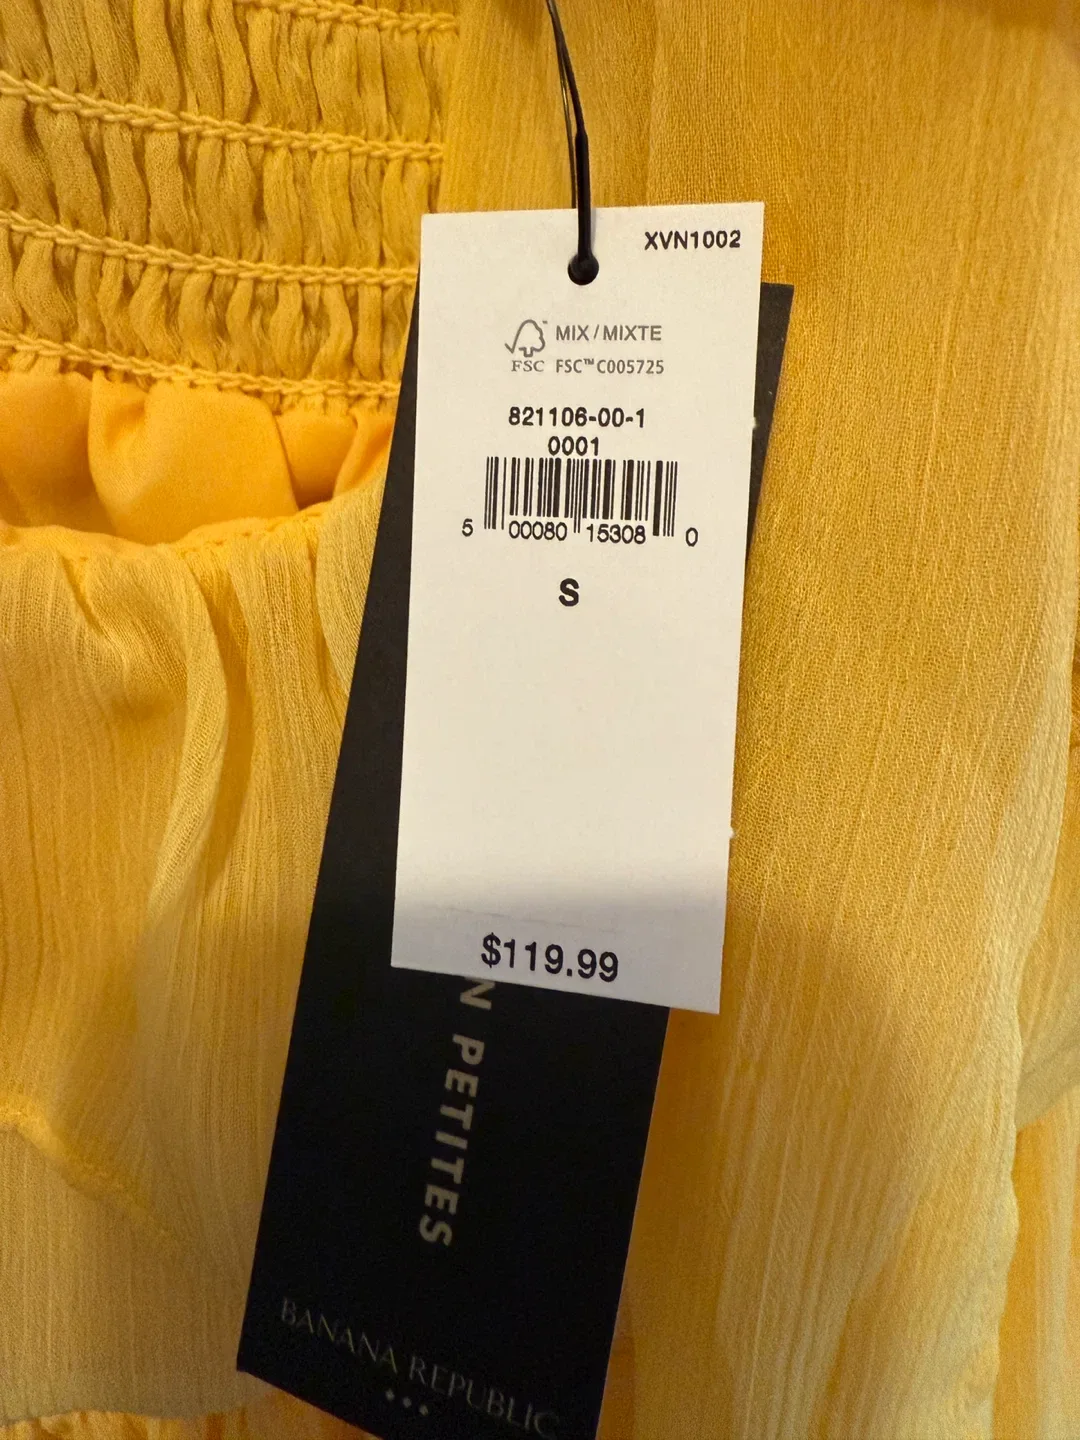 XVN1002
MIX / MIXTE
FSC FSC™ C005725
821106-00-1
0001
5 00080 15308 0
S
$119.99
N PETITES
BANANA REPUBLIC